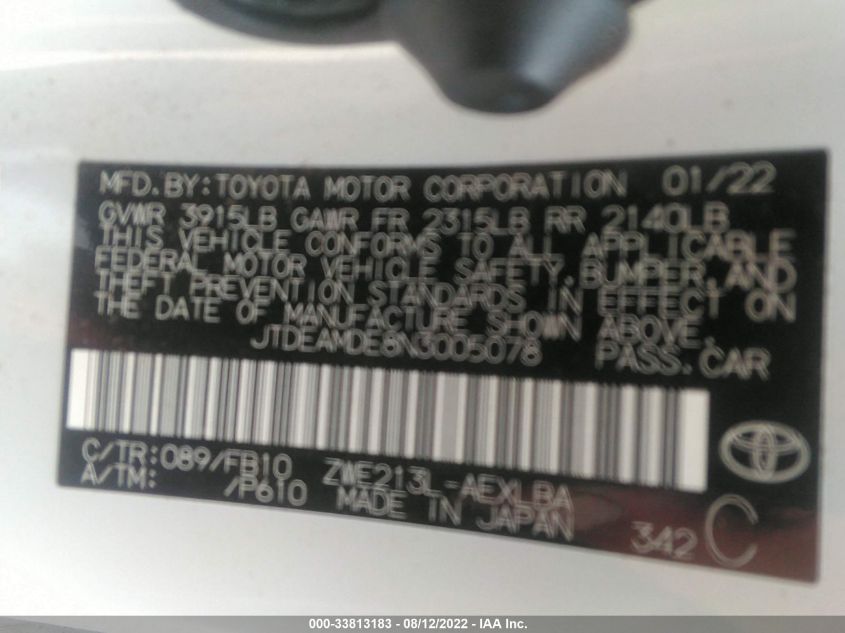 MFD.BY:TOYOTA MOTOR CORPORATION 01/22
GVWR 3915LB GAWR FR 2315LB RR 2140LB
THIS VEHICLE CONFORMS TO ALL APPLICABLE
FEDERAL MOTOR VEHICLE SAFETY,BUMPER,AND
THEFT PREVENTION STANDARDS IN EFFECT ON
THE DATE OF MANUFACTURE SHOWN ABOVE.
JTDEAMDE8N3005078 PASS.CAR
C/TR:089/FB10 ZWE213L-AEXLBA
A/TM: /P610 MADE IN JAPAN 342 C
000-33813183 - 08/12/2022 - IAA Inc.